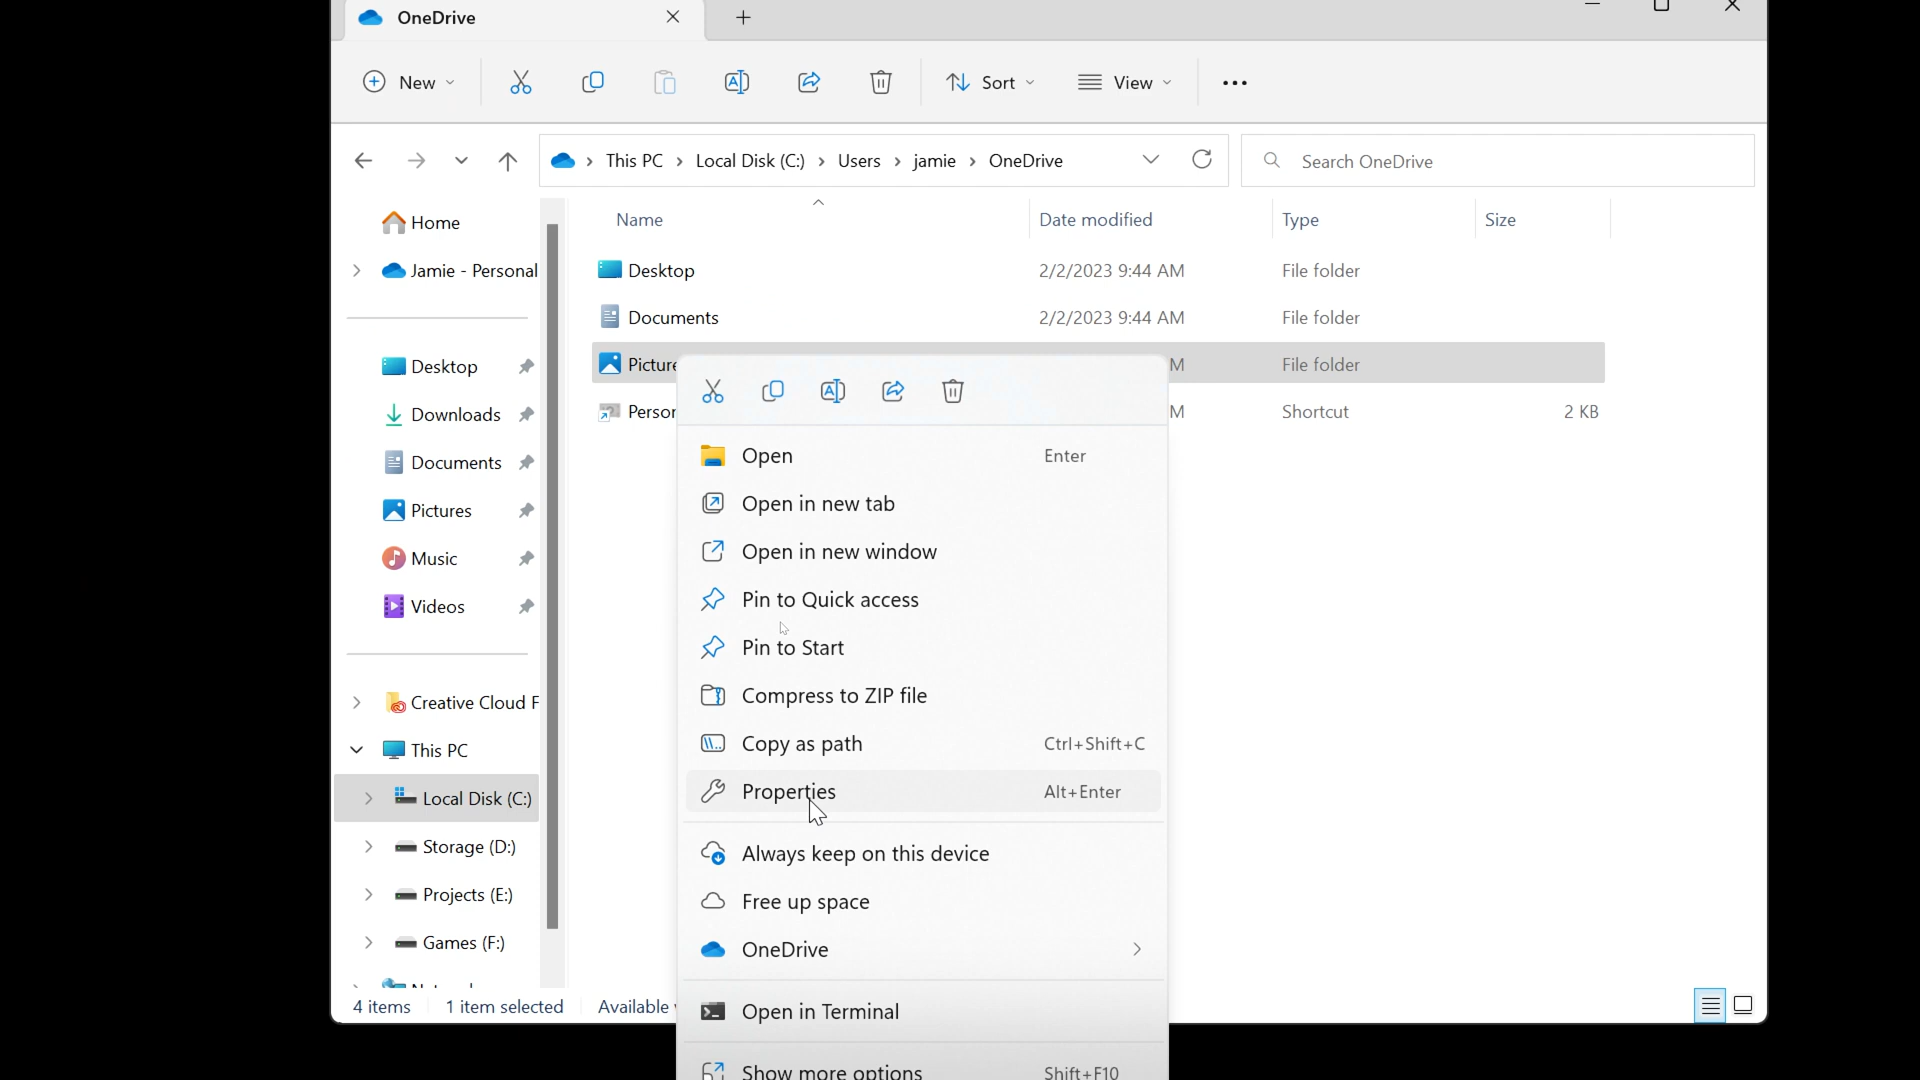 OneDrive
New
Sort
View
This PC > Local Disk (C:) > Users > jamie > OneDrive
Search OneDrive
Home
Jamie - Personal
Desktop
Downloads
Documents
Pictures
Music
Videos
Creative Cloud F
This PC
Local Disk (C:)
Storage (D:)
Projects (E:)
Games (F:)
Name Date modified Type Size
Desktop 2/2/2023 9:44 AM File folder
Documents 2/2/2023 9:44 AM File folder
Picture M File folder
Person M Shortcut 2 KB
Open Enter
Open in new tab
Open in new window
Pin to Quick access
Pin to Start
Compress to ZIP file
Copy as path Ctrl+Shift+C
Properties Alt+Enter
Always keep on this device
Free up space
OneDrive
Open in Terminal
Show more options Shift+F10
4 items 1 item selected Available